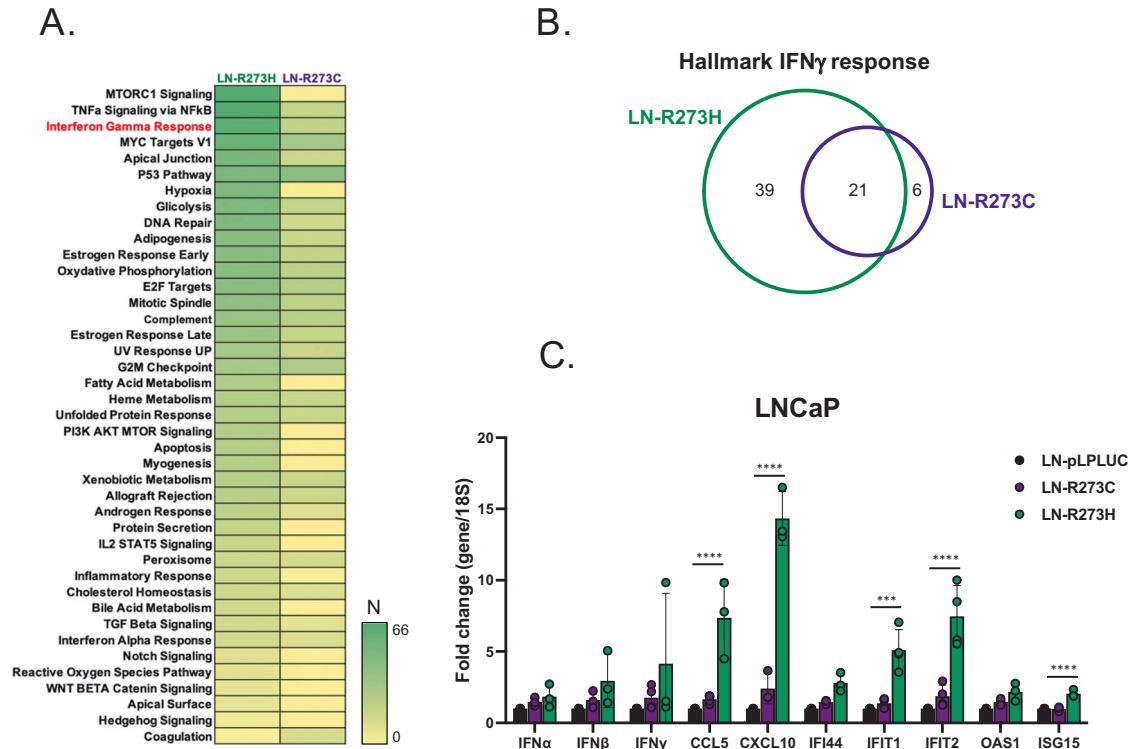 A.
LN-R273H LN-R273C
MTORC1 Signaling
TNFa Signaling via NFkB
Interferon Gamma Response
MYC Targets V1
Apical Junction
P53 Pathway
Hypoxia
Glicolysis
DNA Repair
Adipogenesis
Estrogen Response Early
Oxydative Phosphorylation
E2F Targets
Mitotic Spindle
Complement
Estrogen Response Late
UV Response UP
G2M Checkpoint
Fatty Acid Metabolism
Heme Metabolism
Unfolded Protein Response
PI3K AKT MTOR Signaling
Apoptosis
Myogenesis
Xenobiotic Metabolism
Allograft Rejection
Androgen Response
Protein Secretion
IL2 STAT5 Signaling
Peroxisome
Inflammatory Response
Cholesterol Homeostasis
Bile Acid Metabolism
TGF Beta Signaling
Interferon Alpha Response
Notch Signaling
Reactive Oxygen Species Pathway
WNT BETA Catenin Signaling
Apical Surface
Hedgehog Signaling
Coagulation
N
66
0
B.
Hallmark IFNγ response
LN-R273H
39 21 6
LN-R273C
C.
LNCaP
Fold change (gene/18S)
20
15
10
5
0
**** **** *** **** ****
IFNα IFNβ IFNγ CCL5 CXCL10 IFI44 IFIT1 IFIT2 OAS1 ISG15
LN-pLPLUC
LN-R273C
LN-R273H